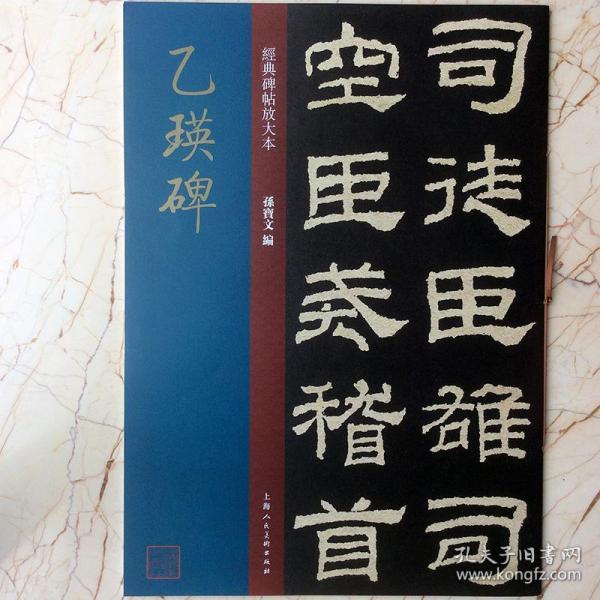 司徒臣雄司
空臣戒稽首
經典碑帖放大本
孫寶文 編
上海人民美術出版社
乙瑛碑
孔夫子旧书网
www.kongfz.com